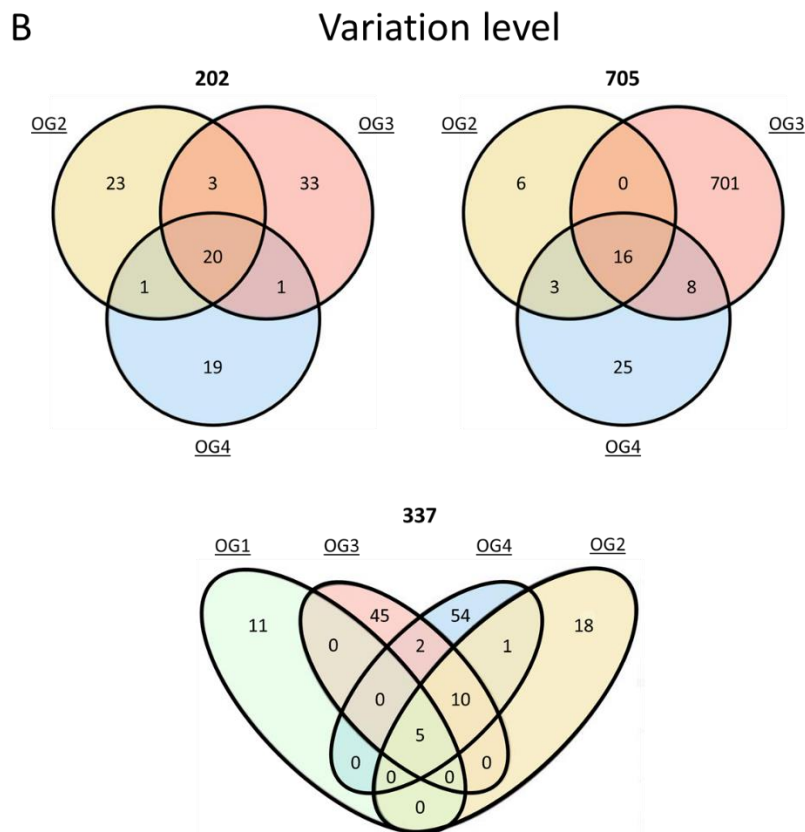 B Variation level
202 705
OG2 OG3 OG2 OG3
23 3 33 6 0 701
20 16
1 1 3 8
19 25
OG4 OG4
337
OG1 OG3 OG4 OG2
11 45 54 18
0 2 1
0 10
5
0 0 0 0
0